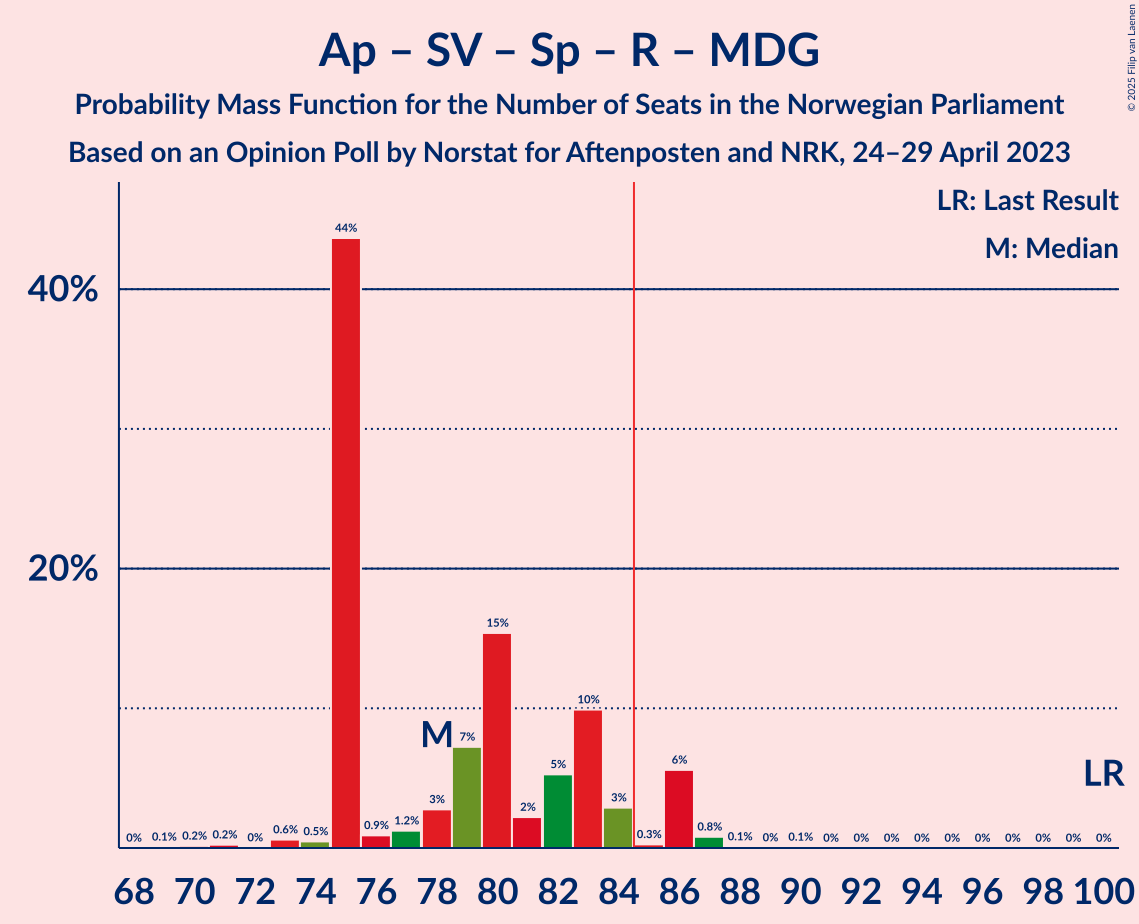 Ap – SV – Sp – R – MDG
Probability Mass Function for the Number of Seats in the Norwegian Parliament
Based on an Opinion Poll by Norstat for Aftenposten and NRK, 24–29 April 2023
© 2025 Filip van Laenen
LR: Last Result
M: Median
40%
20%
0% 0.1% 0.2% 0.2% 0% 0.6% 0.5% 44% 0.9% 1.2% 3% 7% 15% 2% 5% 10% 3% 0.3% 6% 0.8% 0.1% 0% 0.1% 0% 0% 0% 0% 0% 0% 0% 0% 0% 0%
M
LR
68 70 72 74 76 78 80 82 84 86 88 90 92 94 96 98 100